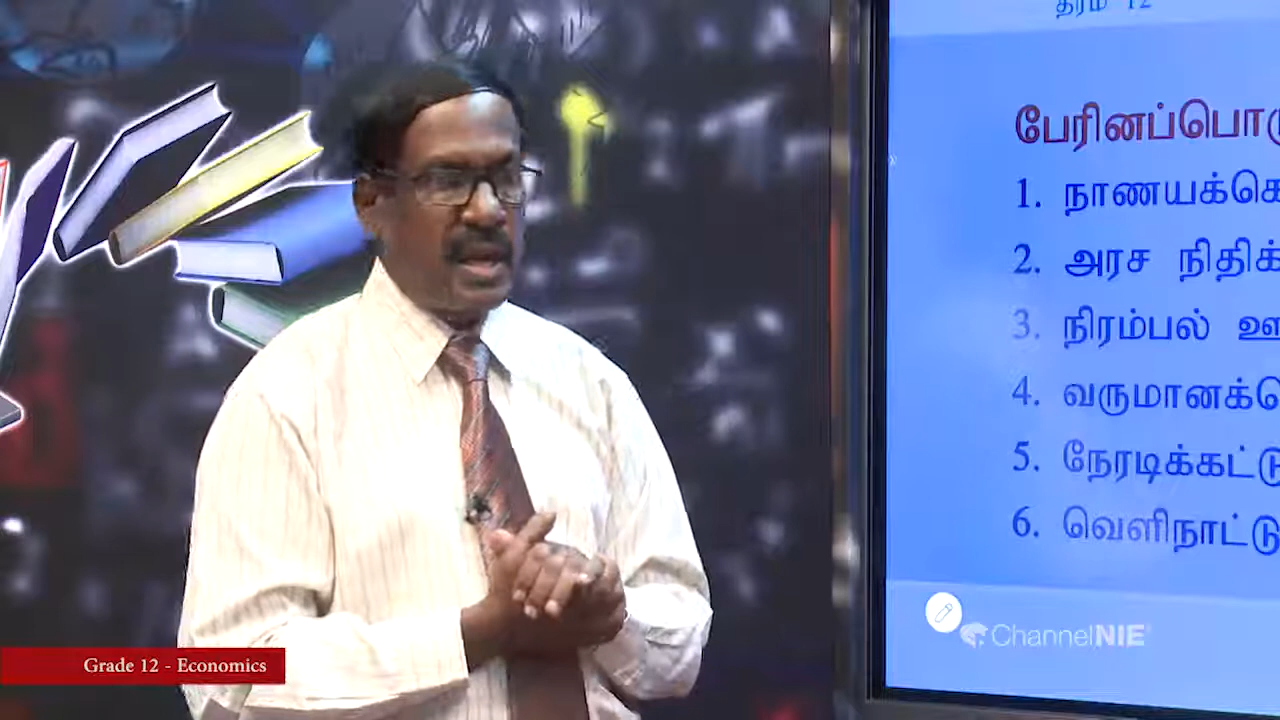 தரம் 12
பேரினப்பொரு
1. நாணயக்கொ
2. அரச நிதிக்
3. நிரம்பல்
4. வருமானக்கொ
5. நேரடிக்கட்டு
6. வெளிநாட்டு
ChannelNIE
Grade 12 - Economics